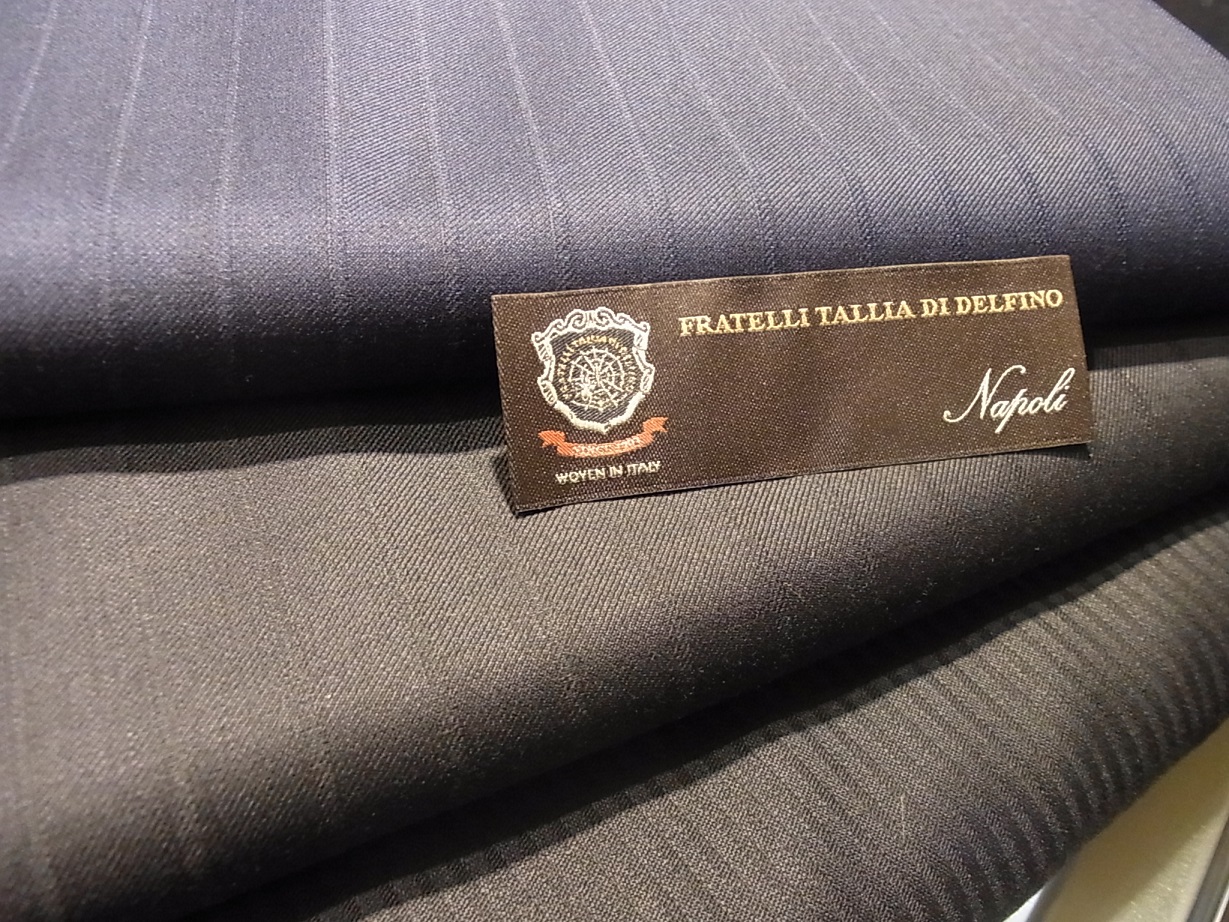 FRATELLI TALLIA DI DELFINO
Napoli
WOVEN IN ITALY